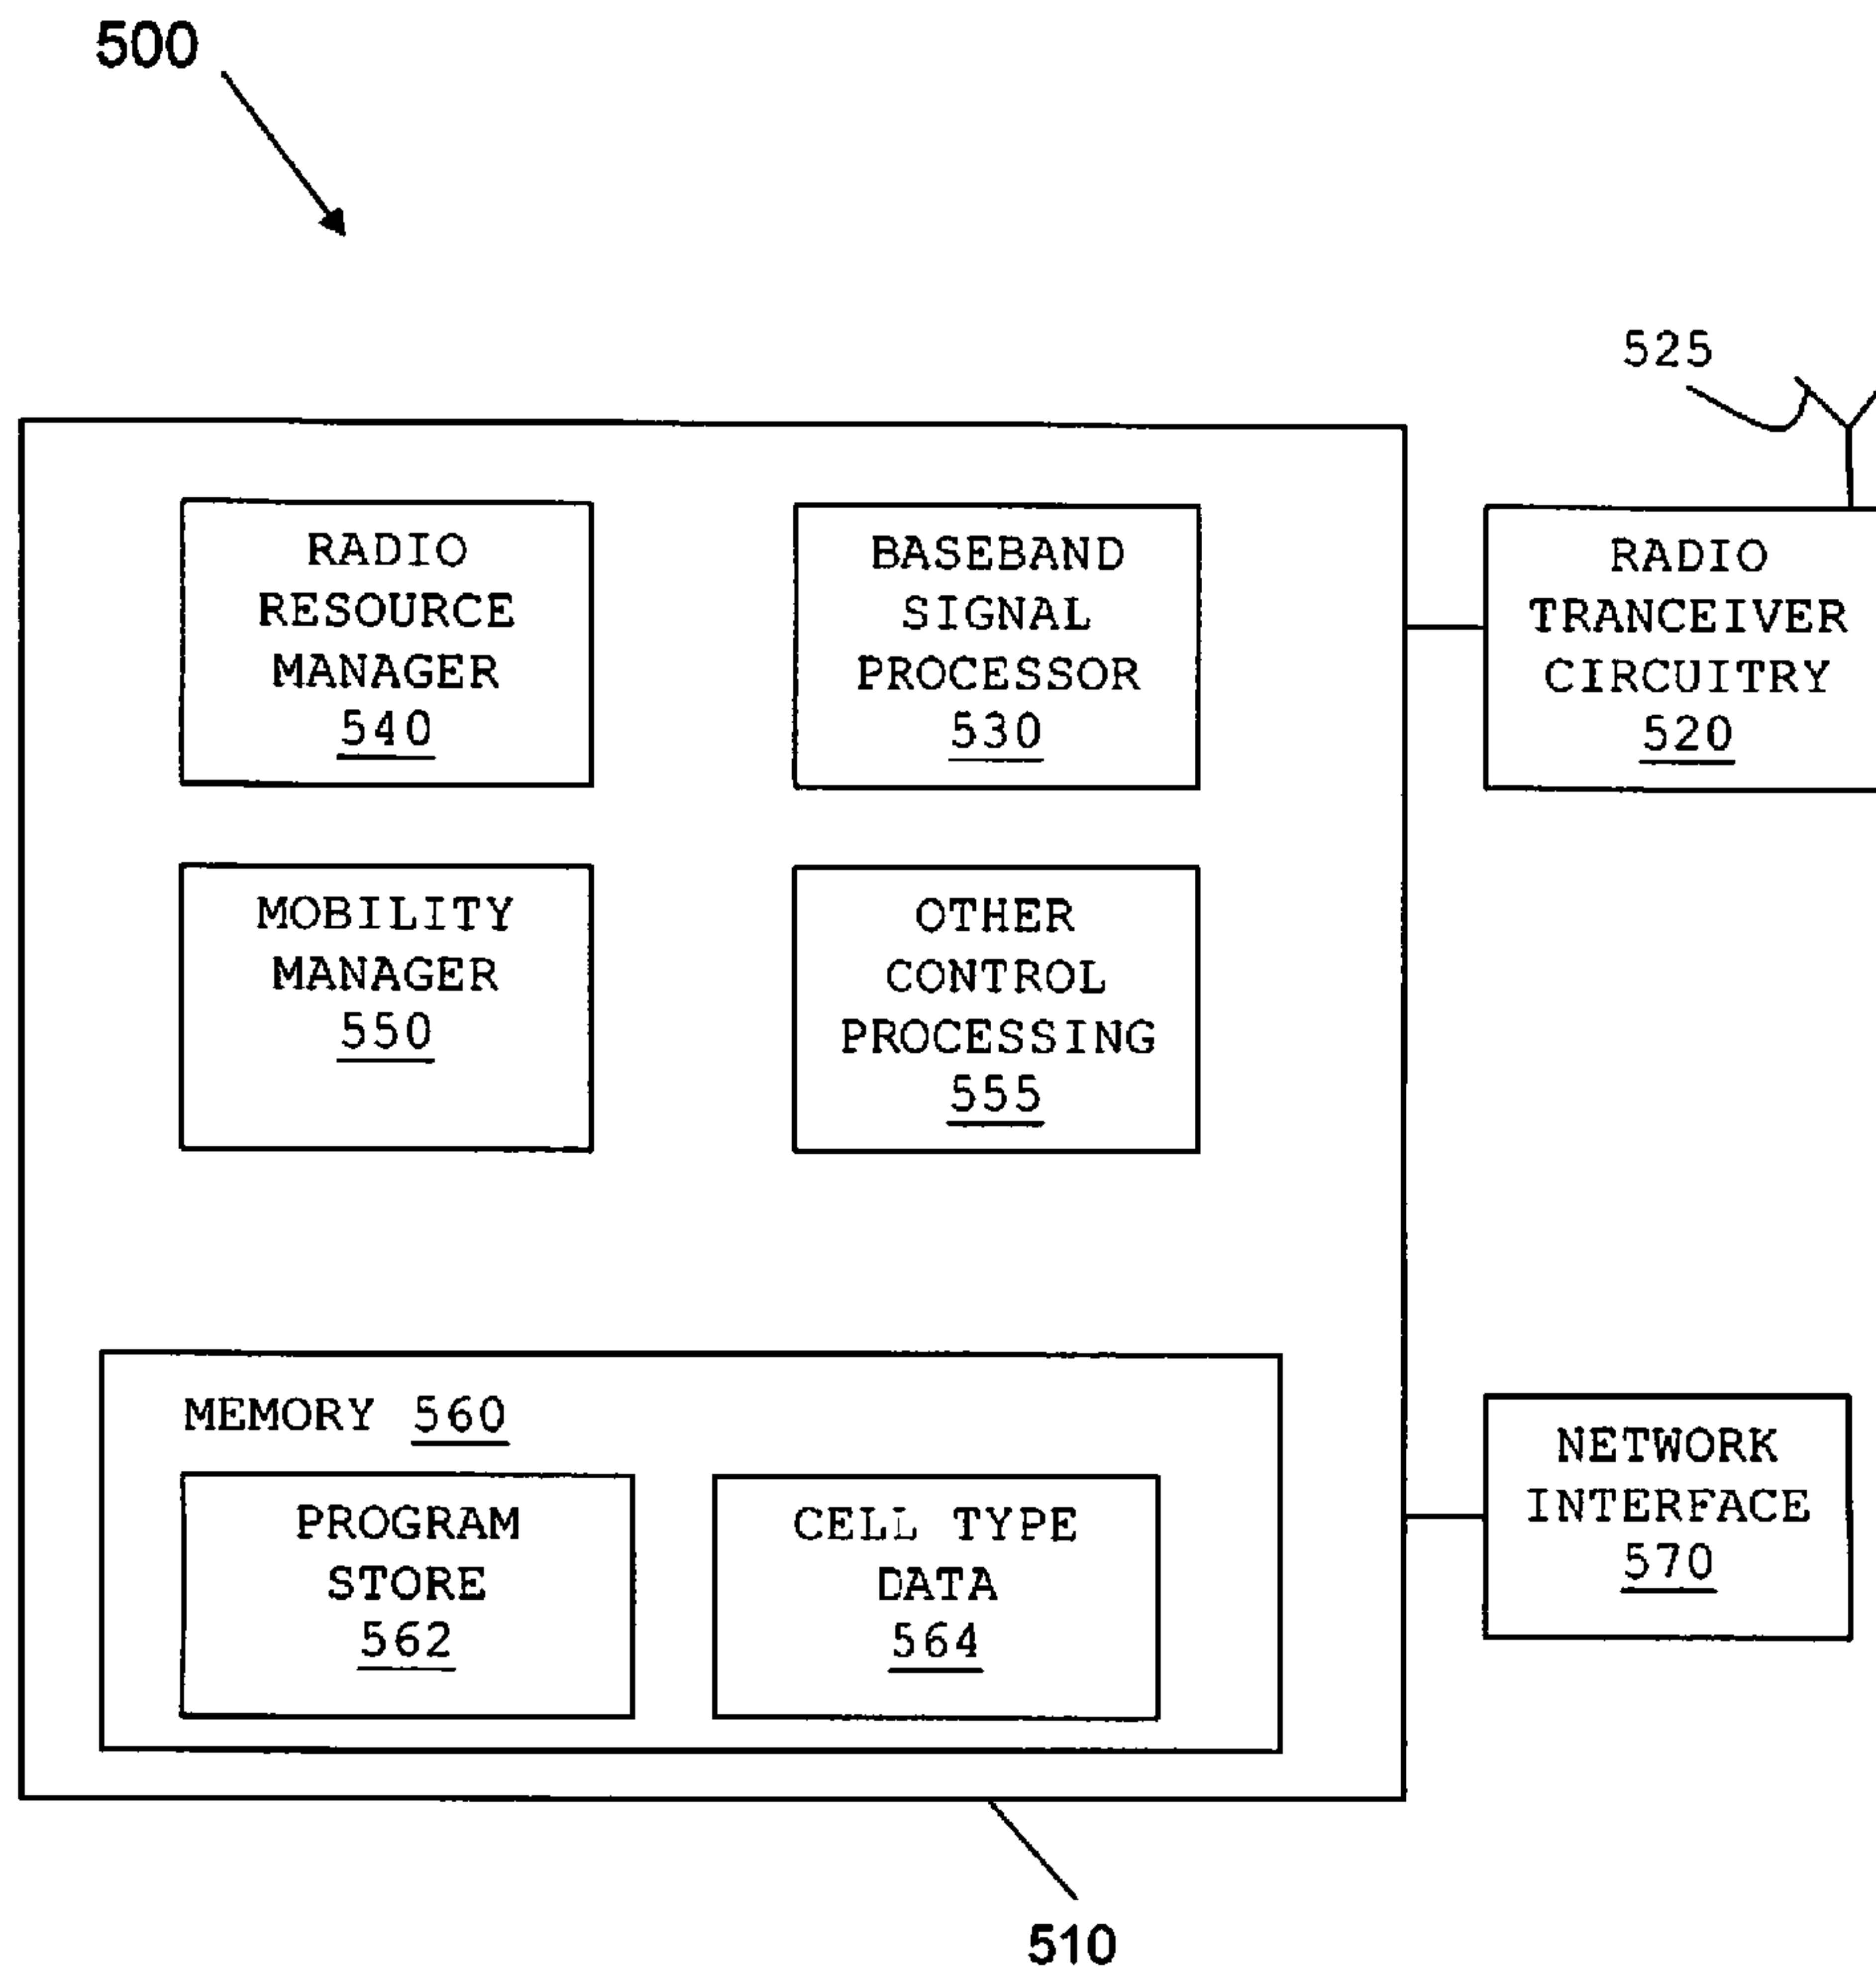 500
525
RADIO
RESOURCE
MANAGER
540
BASEBAND
SIGNAL
PROCESSOR
530
RADIO
TRANCEIVER
CIRCUITRY
520
MOBILITY
MANAGER
550
OTHER
CONTROL
PROCESSING
555
MEMORY 560
PROGRAM
STORE
562
CELL TYPE
DATA
564
NETWORK
INTERFACE
570
510